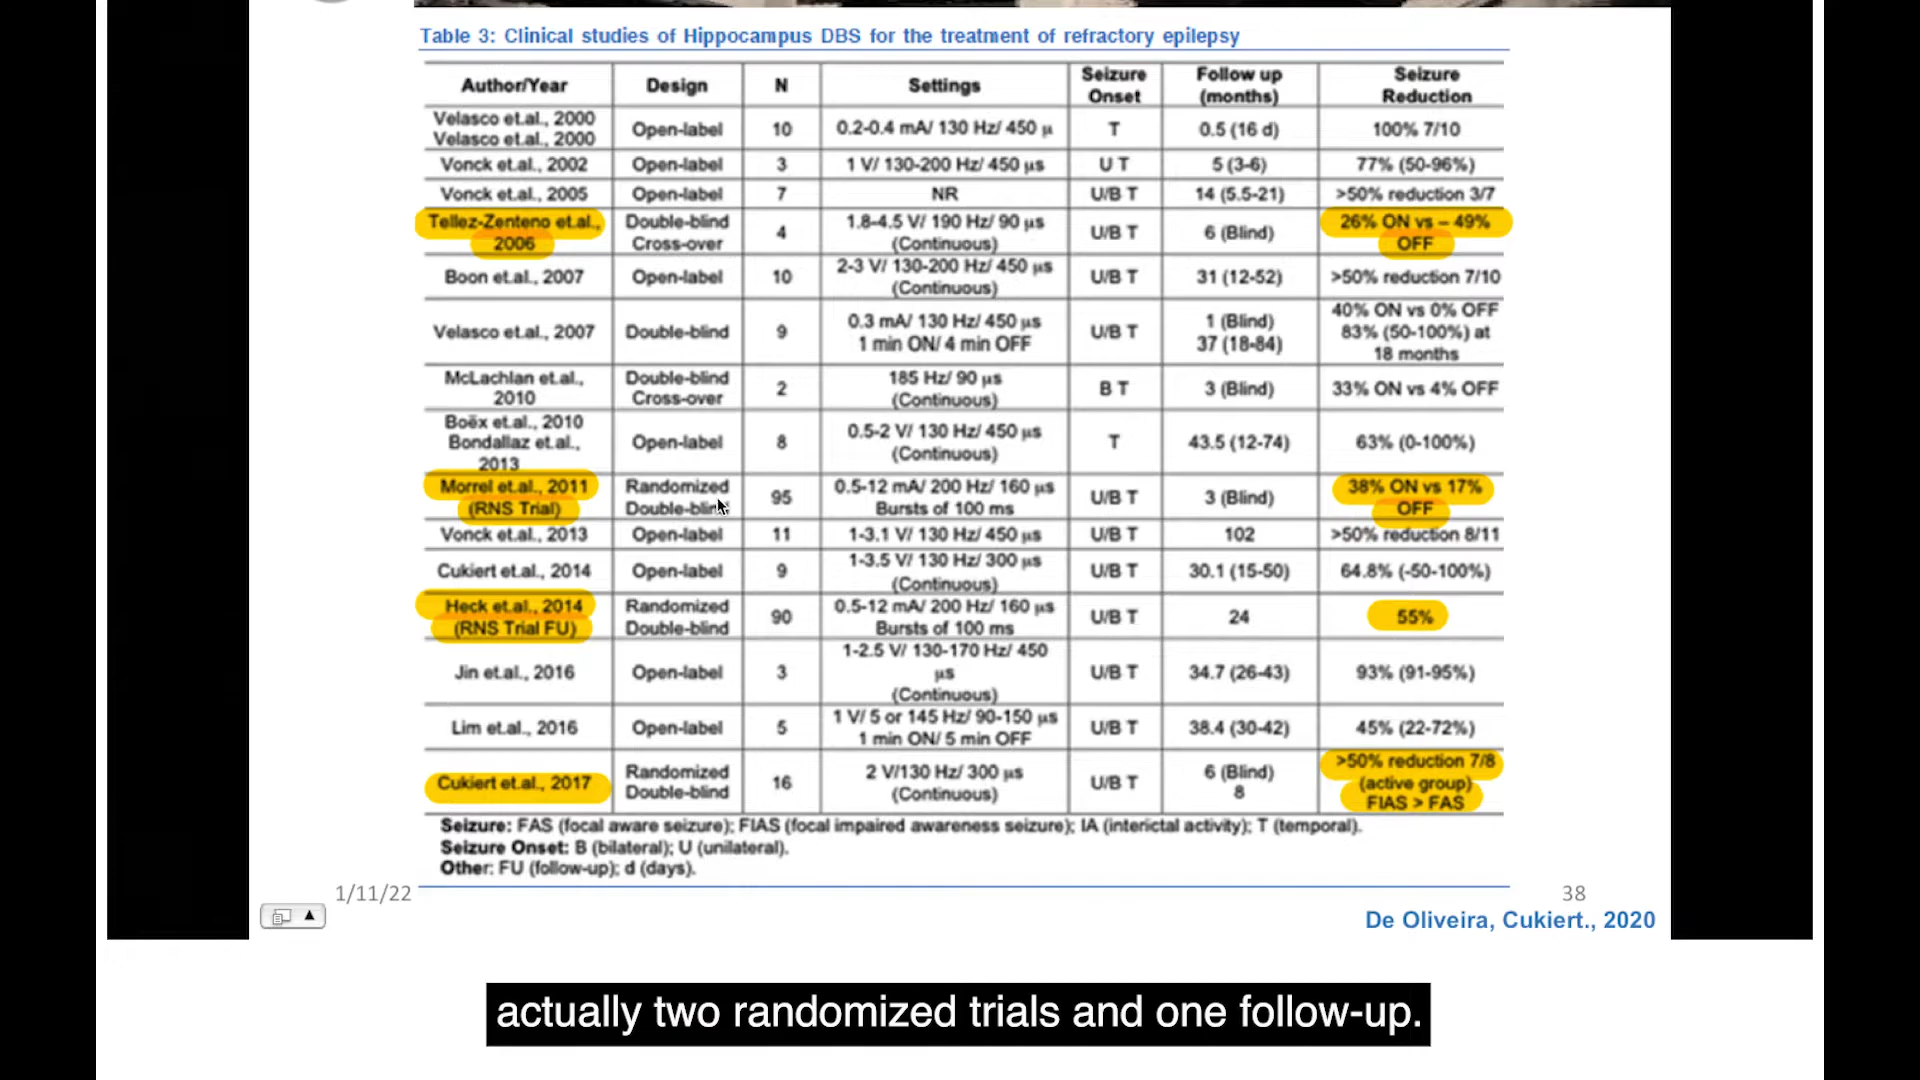 Table 3: Clinical studies of Hippocampus DBS for the treatment of refractory epilepsy
Author/Year Design N Settings Seizure Onset Follow up (months) Seizure Reduction
Velasco et.al., 2000 Velasco et.al., 2000 Open-label 10 0.2-0.4 mA/ 130 Hz/ 450 µ T 0.5 (16 d) 100% 7/10
Vonck et.al., 2002 Open-label 3 1 V/ 130-200 Hz/ 450 µs U T 5 (3-6) 77% (50-96%)
Vonck et.al., 2005 Open-label 7 NR U/B T 14 (5.5-21) >50% reduction 3/7
Tellez-Zenteno et.al., 2006 Double-blind Cross-over 4 1.8-4.5 V/ 190 Hz/ 90 µs (Continuous) U/B T 6 (Blind) 26% ON vs – 49% OFF
Boon et.al., 2007 Open-label 10 2-3 V/ 130-200 Hz/ 450 µs (Continuous) U/B T 31 (12-52) >50% reduction 7/10
Velasco et.al., 2007 Double-blind 9 0.3 mA/ 130 Hz/ 450 µs 1 min ON/ 4 min OFF U/B T 1 (Blind) 37 (18-84) 40% ON vs 0% OFF 83% (50-100%) at 18 months
McLachlan et.al., 2010 Double-blind Cross-over 2 185 Hz/ 90 µs (Continuous) B T 3 (Blind) 33% ON vs 4% OFF
Boëx et.al., 2010 Bondallaz et.al., 2013 Open-label 8 0.5-2 V/ 130 Hz/ 450 µs (Continuous) T 43.5 (12-74) 63% (0-100%)
Morrel et.al., 2011 (RNS Trial) Randomized Double-blind 95 0.5-12 mA/ 200 Hz/ 160 µs Bursts of 100 ms U/B T 3 (Blind) 38% ON vs 17% OFF
Vonck et.al., 2013 Open-label 11 1-3.1 V/ 130 Hz/ 450 µs U/B T 102 >50% reduction 8/11
Cukiert et.al., 2014 Open-label 9 1-3.5 V/ 130 Hz/ 300 µs (Continuous) U/B T 30.1 (15-50) 64.8% (-50-100%)
Heck et.al., 2014 (RNS Trial FU) Randomized Double-blind 90 0.5-12 mA/ 200 Hz/ 160 µs Bursts of 100 ms U/B T 24 55%
Jin et.al., 2016 Open-label 3 1-2.5 V/ 130-170 Hz/ 450 µs (Continuous) U/B T 34.7 (26-43) 93% (91-95%)
Lim et.al., 2016 Open-label 5 1 V/ 5 or 145 Hz/ 90-150 µs 1 min ON/ 5 min OFF U/B T 38.4 (30-42) 45% (22-72%)
Cukiert et.al., 2017 Randomized Double-blind 16 2 V/130 Hz/ 300 µs (Continuous) U/B T 6 (Blind) 8 >50% reduction 7/8 (active group) FIAS > FAS
Seizure: FAS (focal aware seizure); FIAS (focal impaired awareness seizure); IA (interictal activity); T (temporal).
Seizure Onset: B (bilateral); U (unilateral).
Other: FU (follow-up); d (days).
1/11/22 38
De Oliveira, Cukiert., 2020
actually two randomized trials and one follow-up.